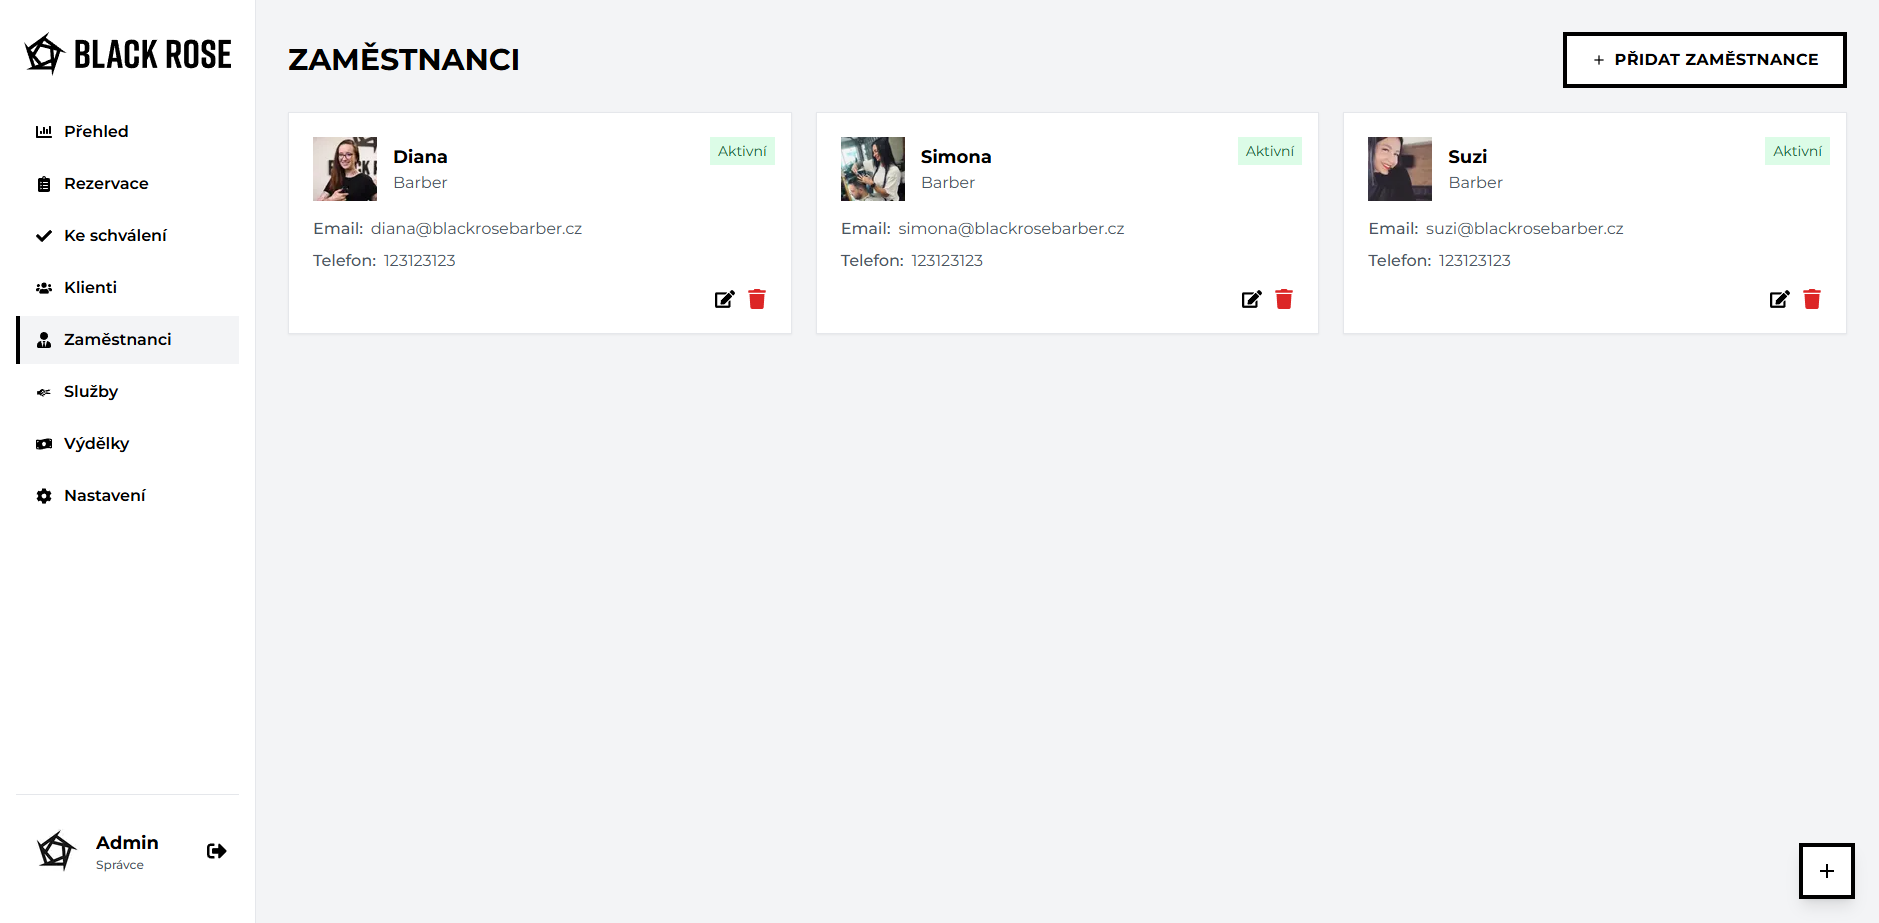 BLACK ROSE
Přehled
Rezervace
Ke schválení
Klienti
Zaměstnanci
Služby
Výdělky
Nastavení
Admin
Správce
ZAMĚSTNANCI
+ PŘIDAT ZAMĚSTNANCE
Diana
Barber
Aktivní
Email: diana@blackrosebarber.cz
Telefon: 123123123
Simona
Barber
Aktivní
Email: simona@blackrosebarber.cz
Telefon: 123123123
Suzi
Barber
Aktivní
Email: suzi@blackrosebarber.cz
Telefon: 123123123
+